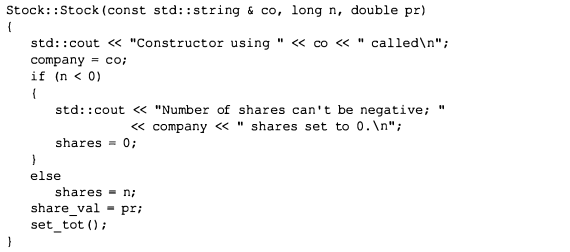 Stock::Stock(const std::string & co, long n, double pr)
{
    std::cout << "Constructor using " << co << " called\n";
    company = co;
    if (n < 0)
    {
        std::cout << "Number of shares can't be negative; "
                  << company << " shares set to 0.\n";
        shares = 0;
    }
    else
        shares = n;
    share_val = pr;
    set_tot();
}